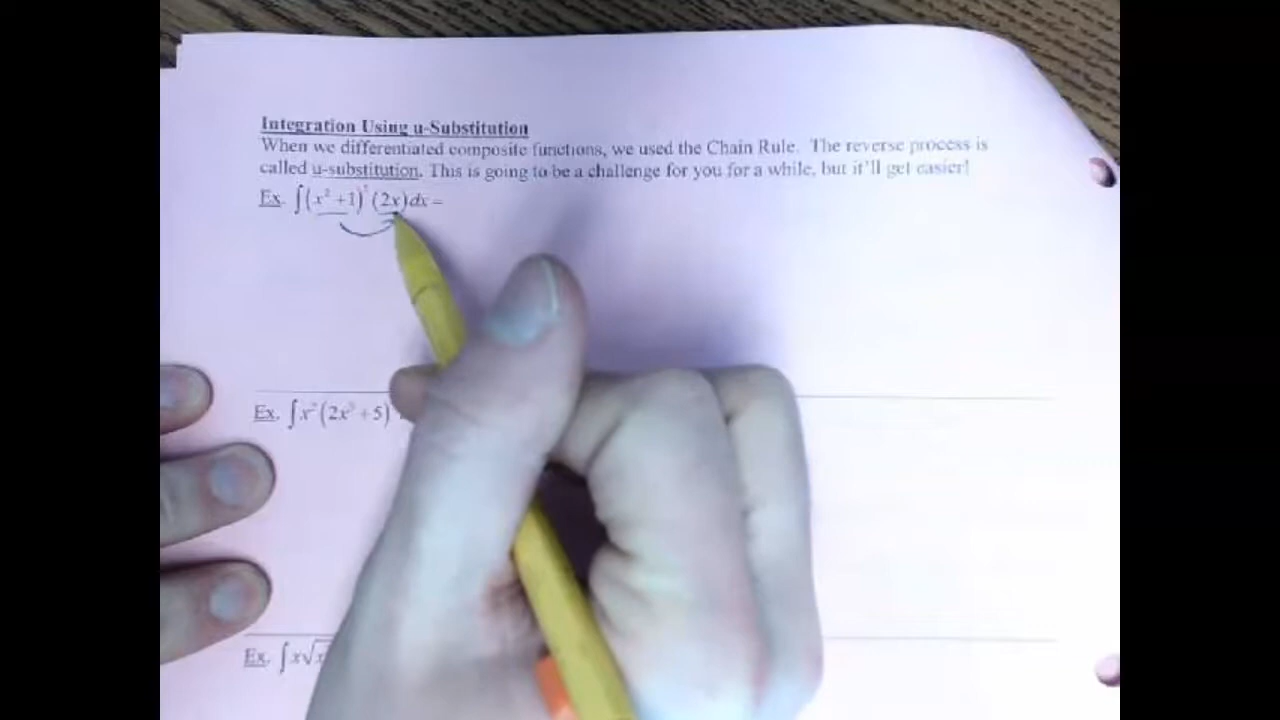 Integration Using u-Substitution
When we differentiated composite functions, we used the Chain Rule. The reverse process is
called u-substitution. This is going to be a challenge for you for a while, but it'll get easier!
Ex. ∫(x² +1) (2x)dx =
Ex. ∫x²(2x³ +5)
Ex. ∫x√